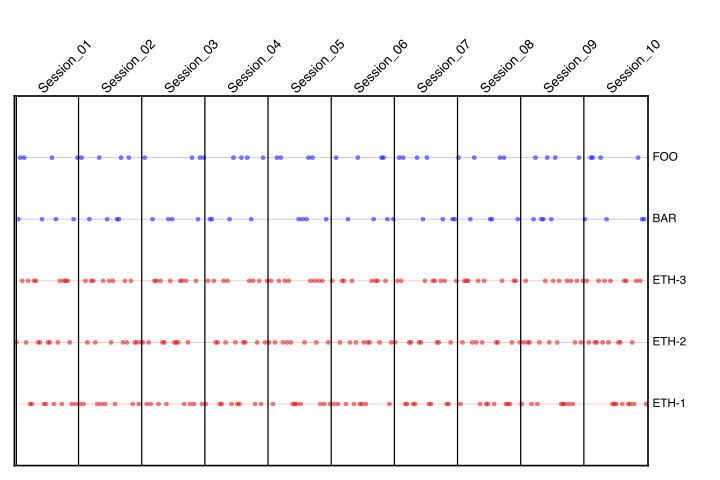 Session_01
Session_02
Session_03
Session_04
Session_05
Session_06
Session_07
Session_08
Session_09
Session_10
FOO
BAR
ETH-3
ETH-2
ETH-1